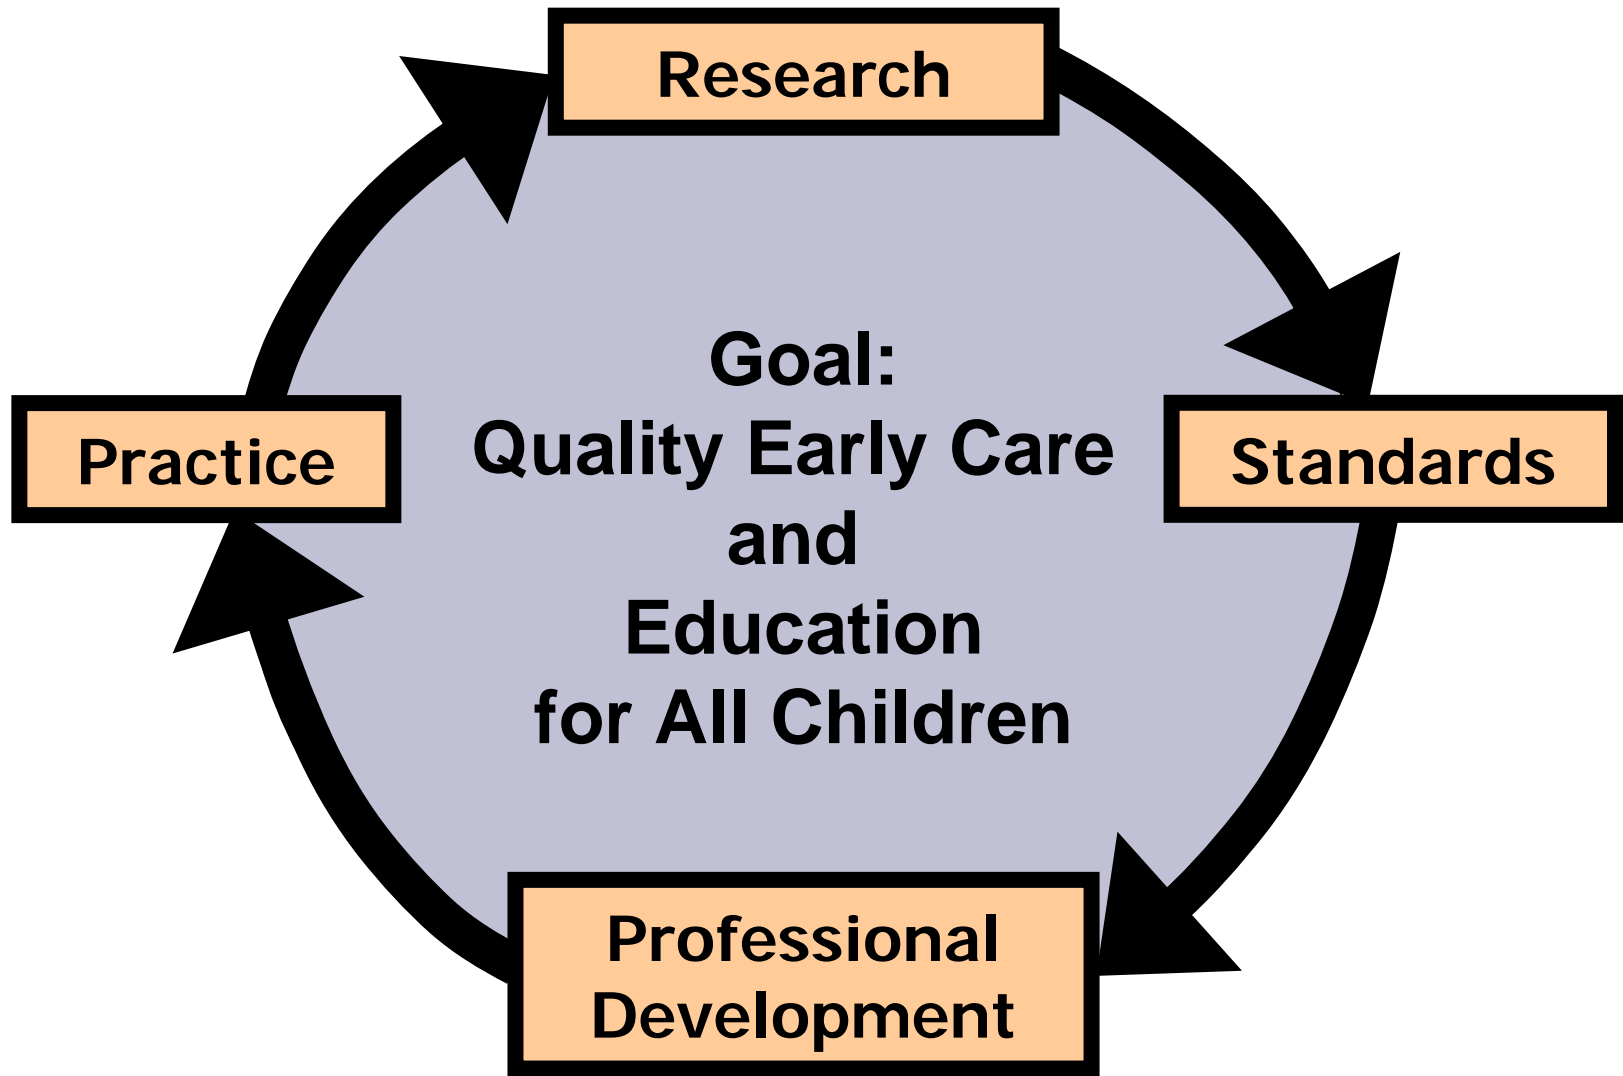 Research
Goal:
Quality Early Care
and
Education
for All Children
Practice
Standards
Professional
Development